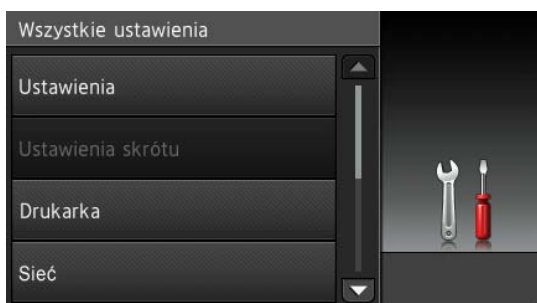 Wszystkie ustawienia
Ustawienia
Ustawienia skrótu
Drukarka
Sieć